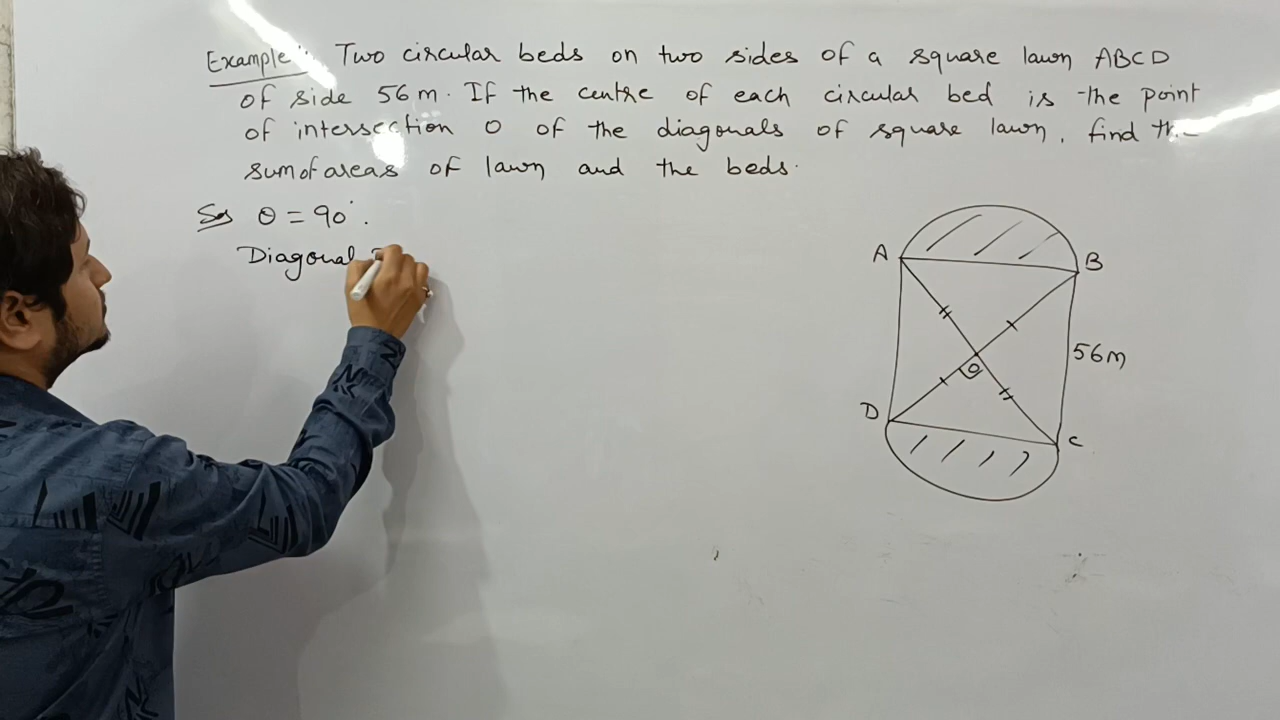 Example:- Two circular beds on two sides of a square lawn ABCD
of side 56m. If the centre of each circular bed is the point
of intersection O of the diagonals of square lawn, find the
sum of areas of lawn and the beds.
Sol θ = 90°.
Diagonal
A
B
O
56m
D
C